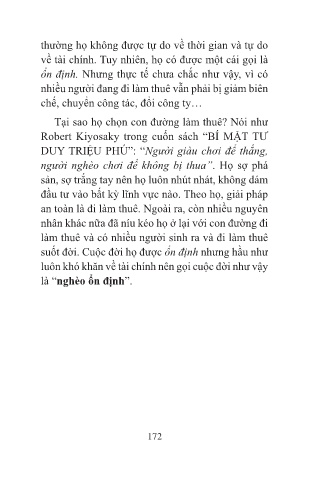 thường họ không được tự do về thời gian và tự do
về tài chính. Tuy nhiên, họ có được một cái gọi là
ổn định. Nhưng thực tế chưa chắc như vậy, vì có
nhiều người đang đi làm thuê vẫn phải bị giảm biên
chế, chuyển công tác, đổi công ty…
Tại sao họ chọn con đường làm thuê? Nói như
Robert Kiyosaky trong cuốn sách “BÍ MẬT TƯ
DUY TRIỆU PHÚ”: “Người giàu chơi để thắng,
người nghèo chơi để không bị thua”. Họ sợ phá
sản, sợ trắng tay nên họ luôn nhút nhát, không dám
đầu tư vào bất kỳ lĩnh vực nào. Theo họ, giải pháp
an toàn là đi làm thuê. Ngoài ra, còn nhiều nguyên
nhân khác nữa đã níu kéo họ ở lại với con đường đi
làm thuê và có nhiều người sinh ra và đi làm thuê
suốt đời. Cuộc đời họ được ổn định nhưng hầu như
luôn khó khăn về tài chính nên gọi cuộc đời như vậy
là “nghèo ổn định”.
172